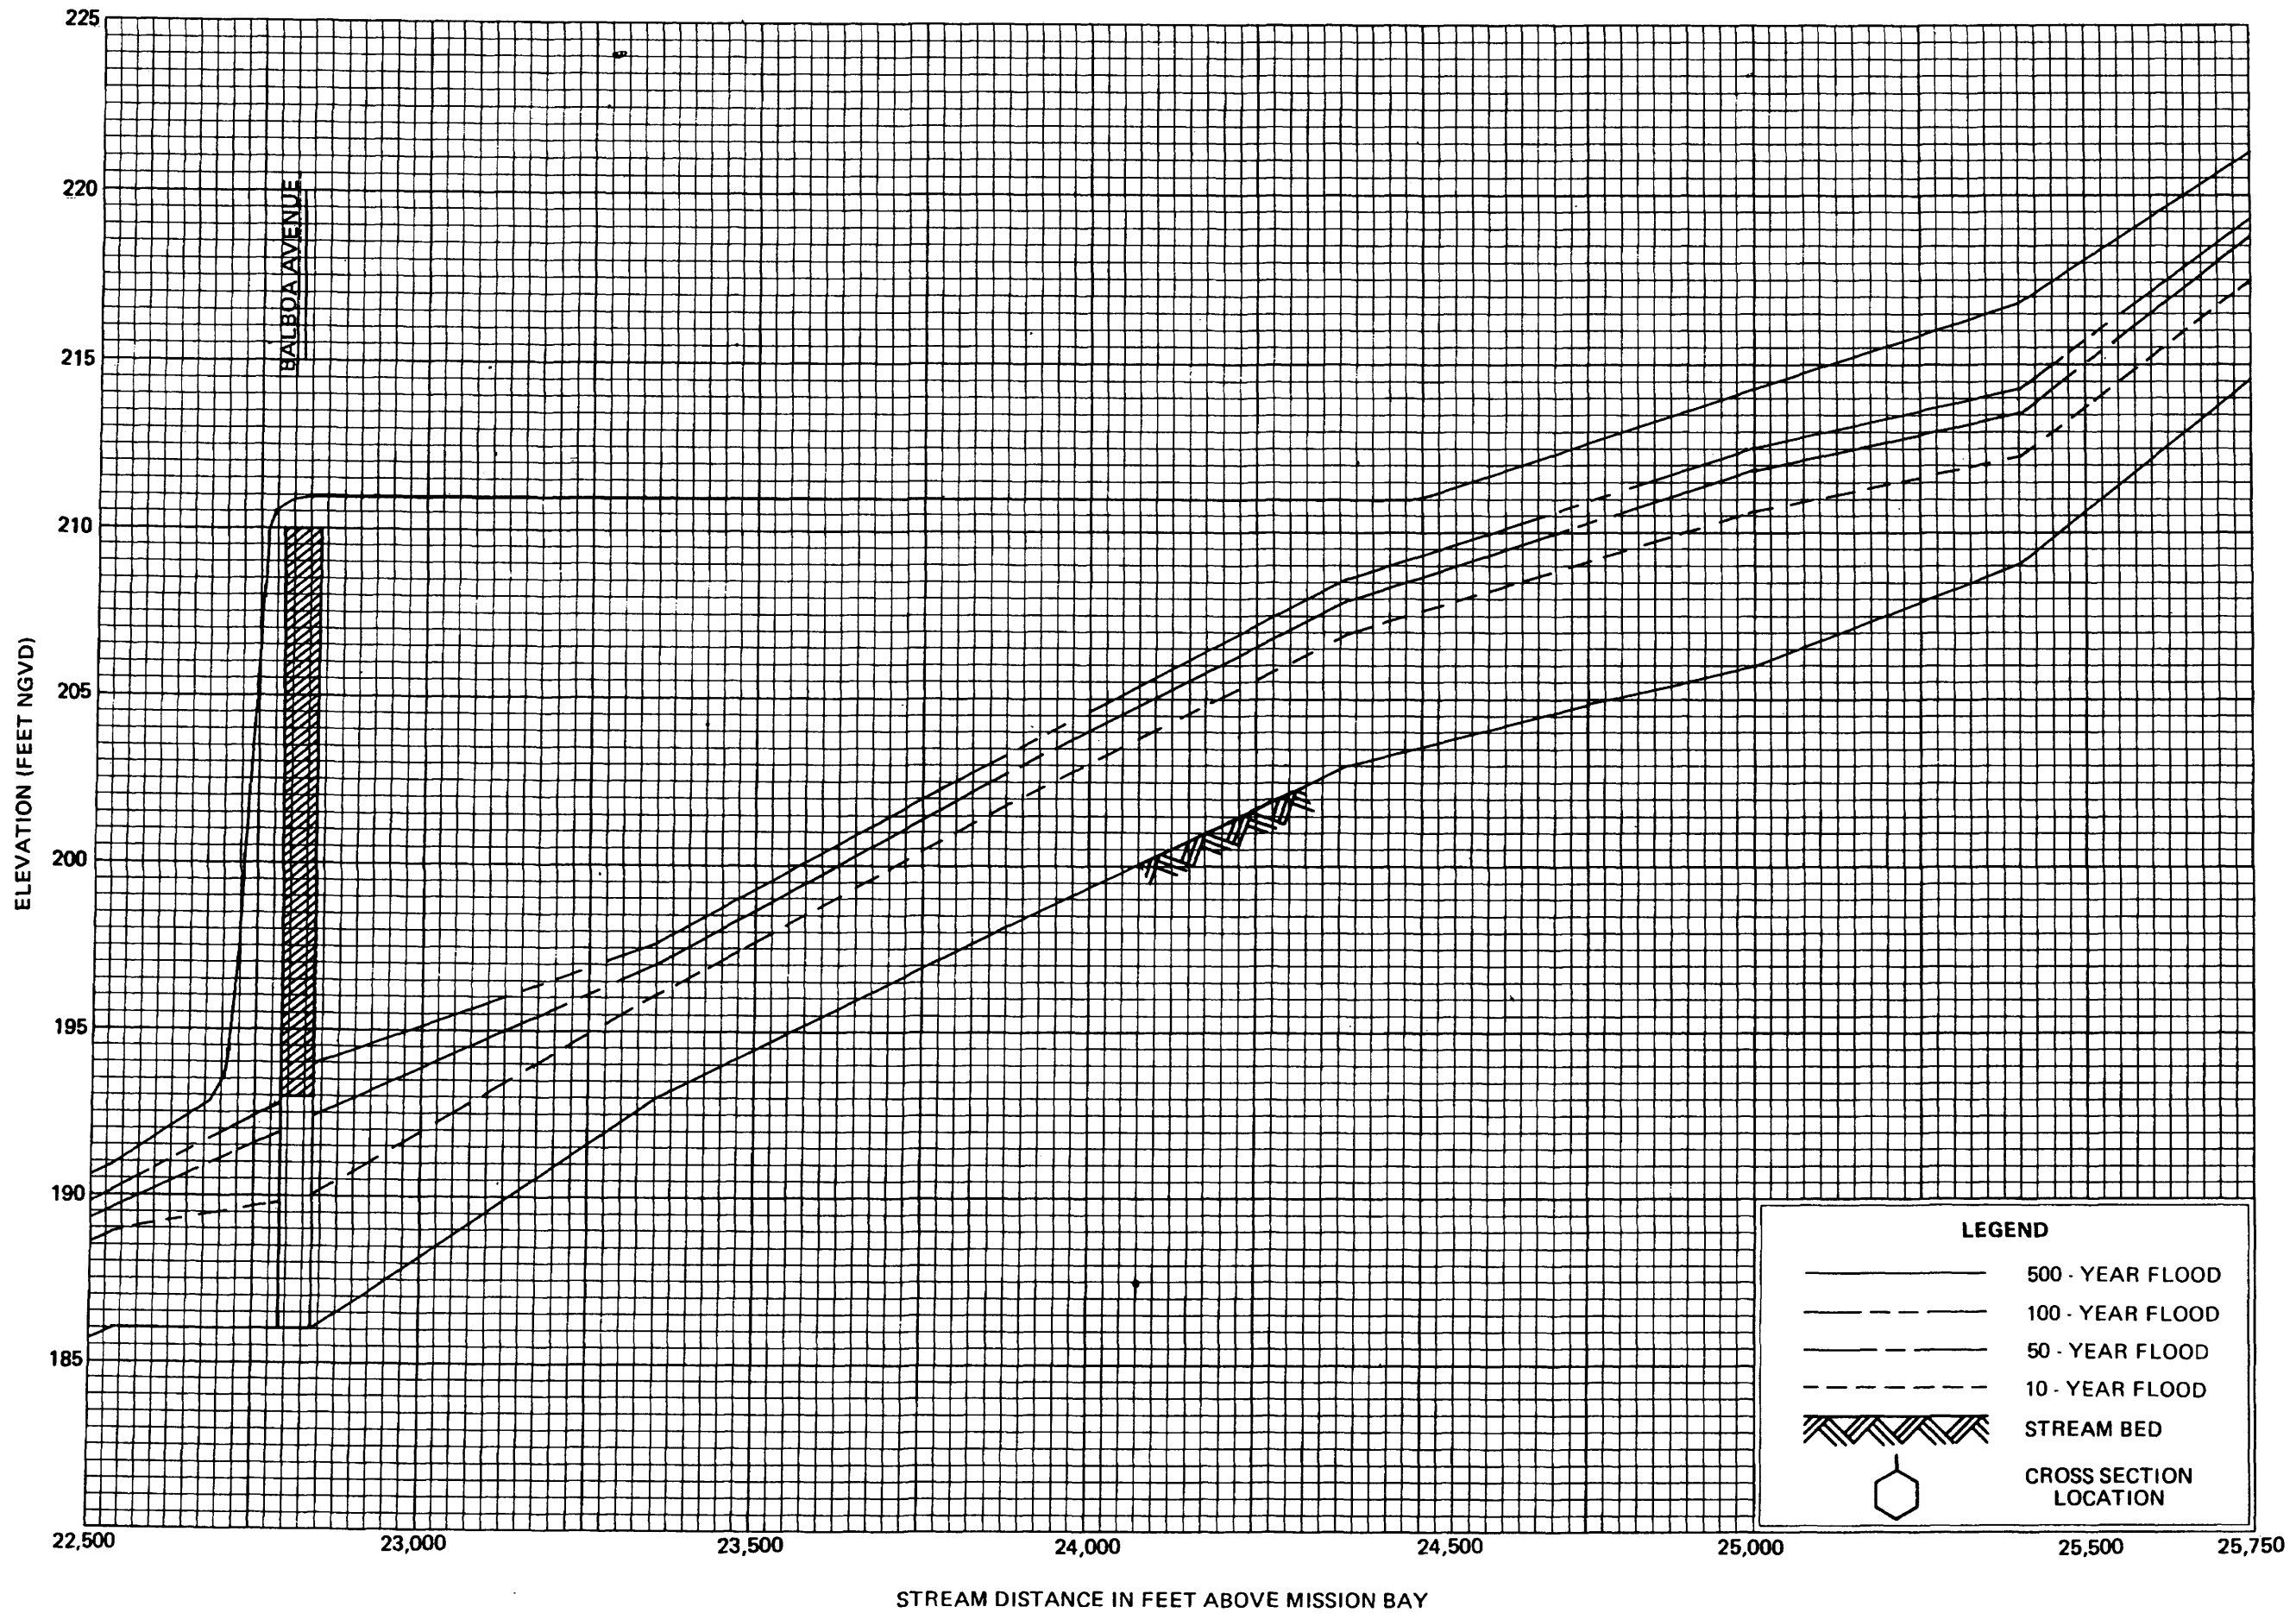 225
220
215
210
205
200
195
190
185
ELEVATION (FEET NGVD)
BALBOA AVENUE
22,500
23,000
23,500
24,000
24,500
25,000
25,500
25,750
STREAM DISTANCE IN FEET ABOVE MISSION BAY
LEGEND
500 - YEAR FLOOD
100 - YEAR FLOOD
50 - YEAR FLOOD
10 - YEAR FLOOD
STREAM BED
CROSS SECTION
LOCATION